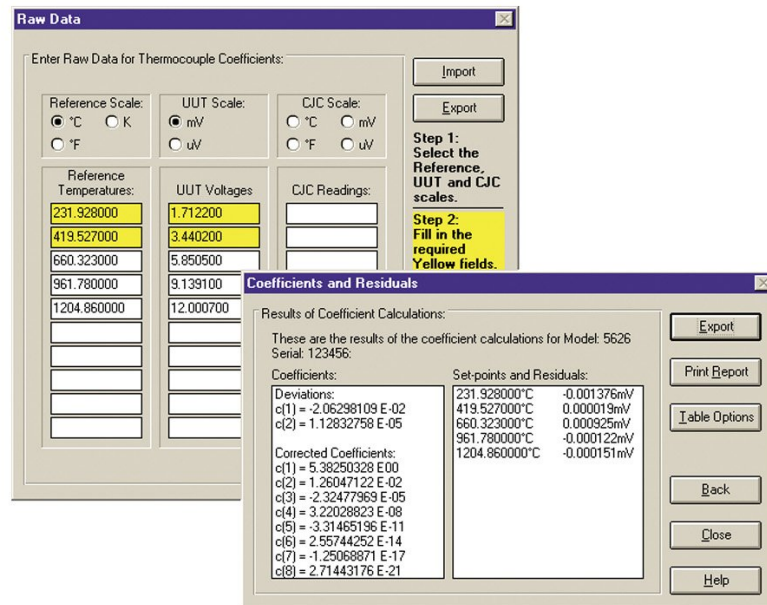 Raw Data
Enter Raw Data for Thermocouple Coefficients:
Import
Export
Reference Scale:
°C K
°F
UUT Scale:
mV
uV
CJC Scale:
°C mV
°F uV
Step 1:
Select the
Reference,
UUT and CJC
scales.
Step 2:
Fill in the
required
Yellow fields.
Reference
Temperatures:
231.928000
419.527000
660.323000
961.780000
1204.860000
UUT Voltages
1.712200
3.440200
5.850500
9.139100
12.000700
CJC Readings:
Coefficients and Residuals
Results of Coefficient Calculations:
These are the results of the coefficient calculations for Model: 5626
Serial: 123456:
Coefficients:
Deviations:
c(1) = -2.06298109 E-02
c(2) = 1.12832758 E-05
Corrected Coefficients:
c(1) = 5.38250328 E00
c(2) = 1.26047122 E-02
c(3) = -2.32477969 E-05
c(4) = 3.22028823 E-08
c(5) = -3.31465196 E-11
c(6) = 2.55744252 E-14
c(7) = -1.25068871 E-17
c(8) = 2.71443176 E-21
Set-points and Residuals:
231.928000°C -0.001376mV
419.527000°C 0.000019mV
660.323000°C 0.000925mV
961.780000°C -0.000122mV
1204.860000°C -0.000151mV
Export
Print Report
Table Options
Back
Close
Help